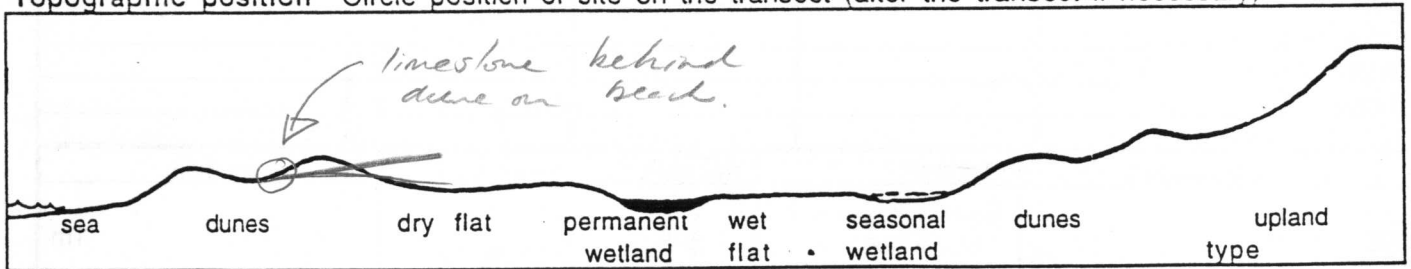 Topographic position Circle position of site on the transect (alter the transect if necessary)
limestone behind
dune on beach.
sea dunes dry flat permanent wet seasonal dunes upland
wetland flat • wetland type